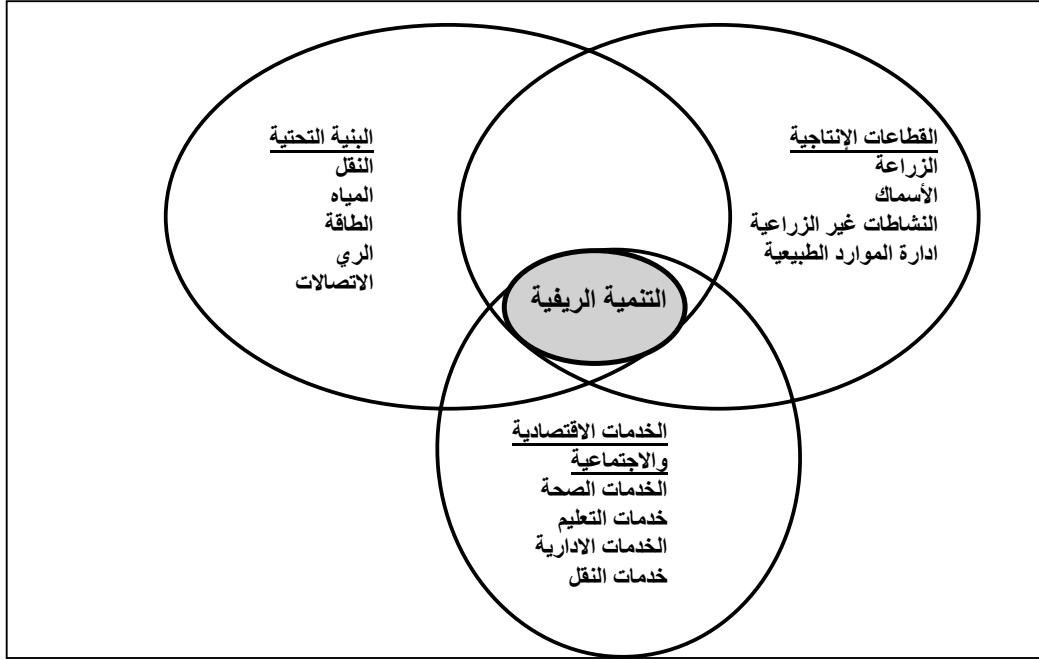 القطاعات الإنتاجية
الزراعة
الأسماك
النشاطات غير الزراعية
ادارة الموارد الطبيعية
البنية التحتية
النقل
المياه
الطاقة
الري
الاتصالات
التنمية الريفية
الخدمات الاقتصادية
والاجتماعية
الخدمات الصحة
خدمات التعليم
الخدمات الادارية
خدمات النقل